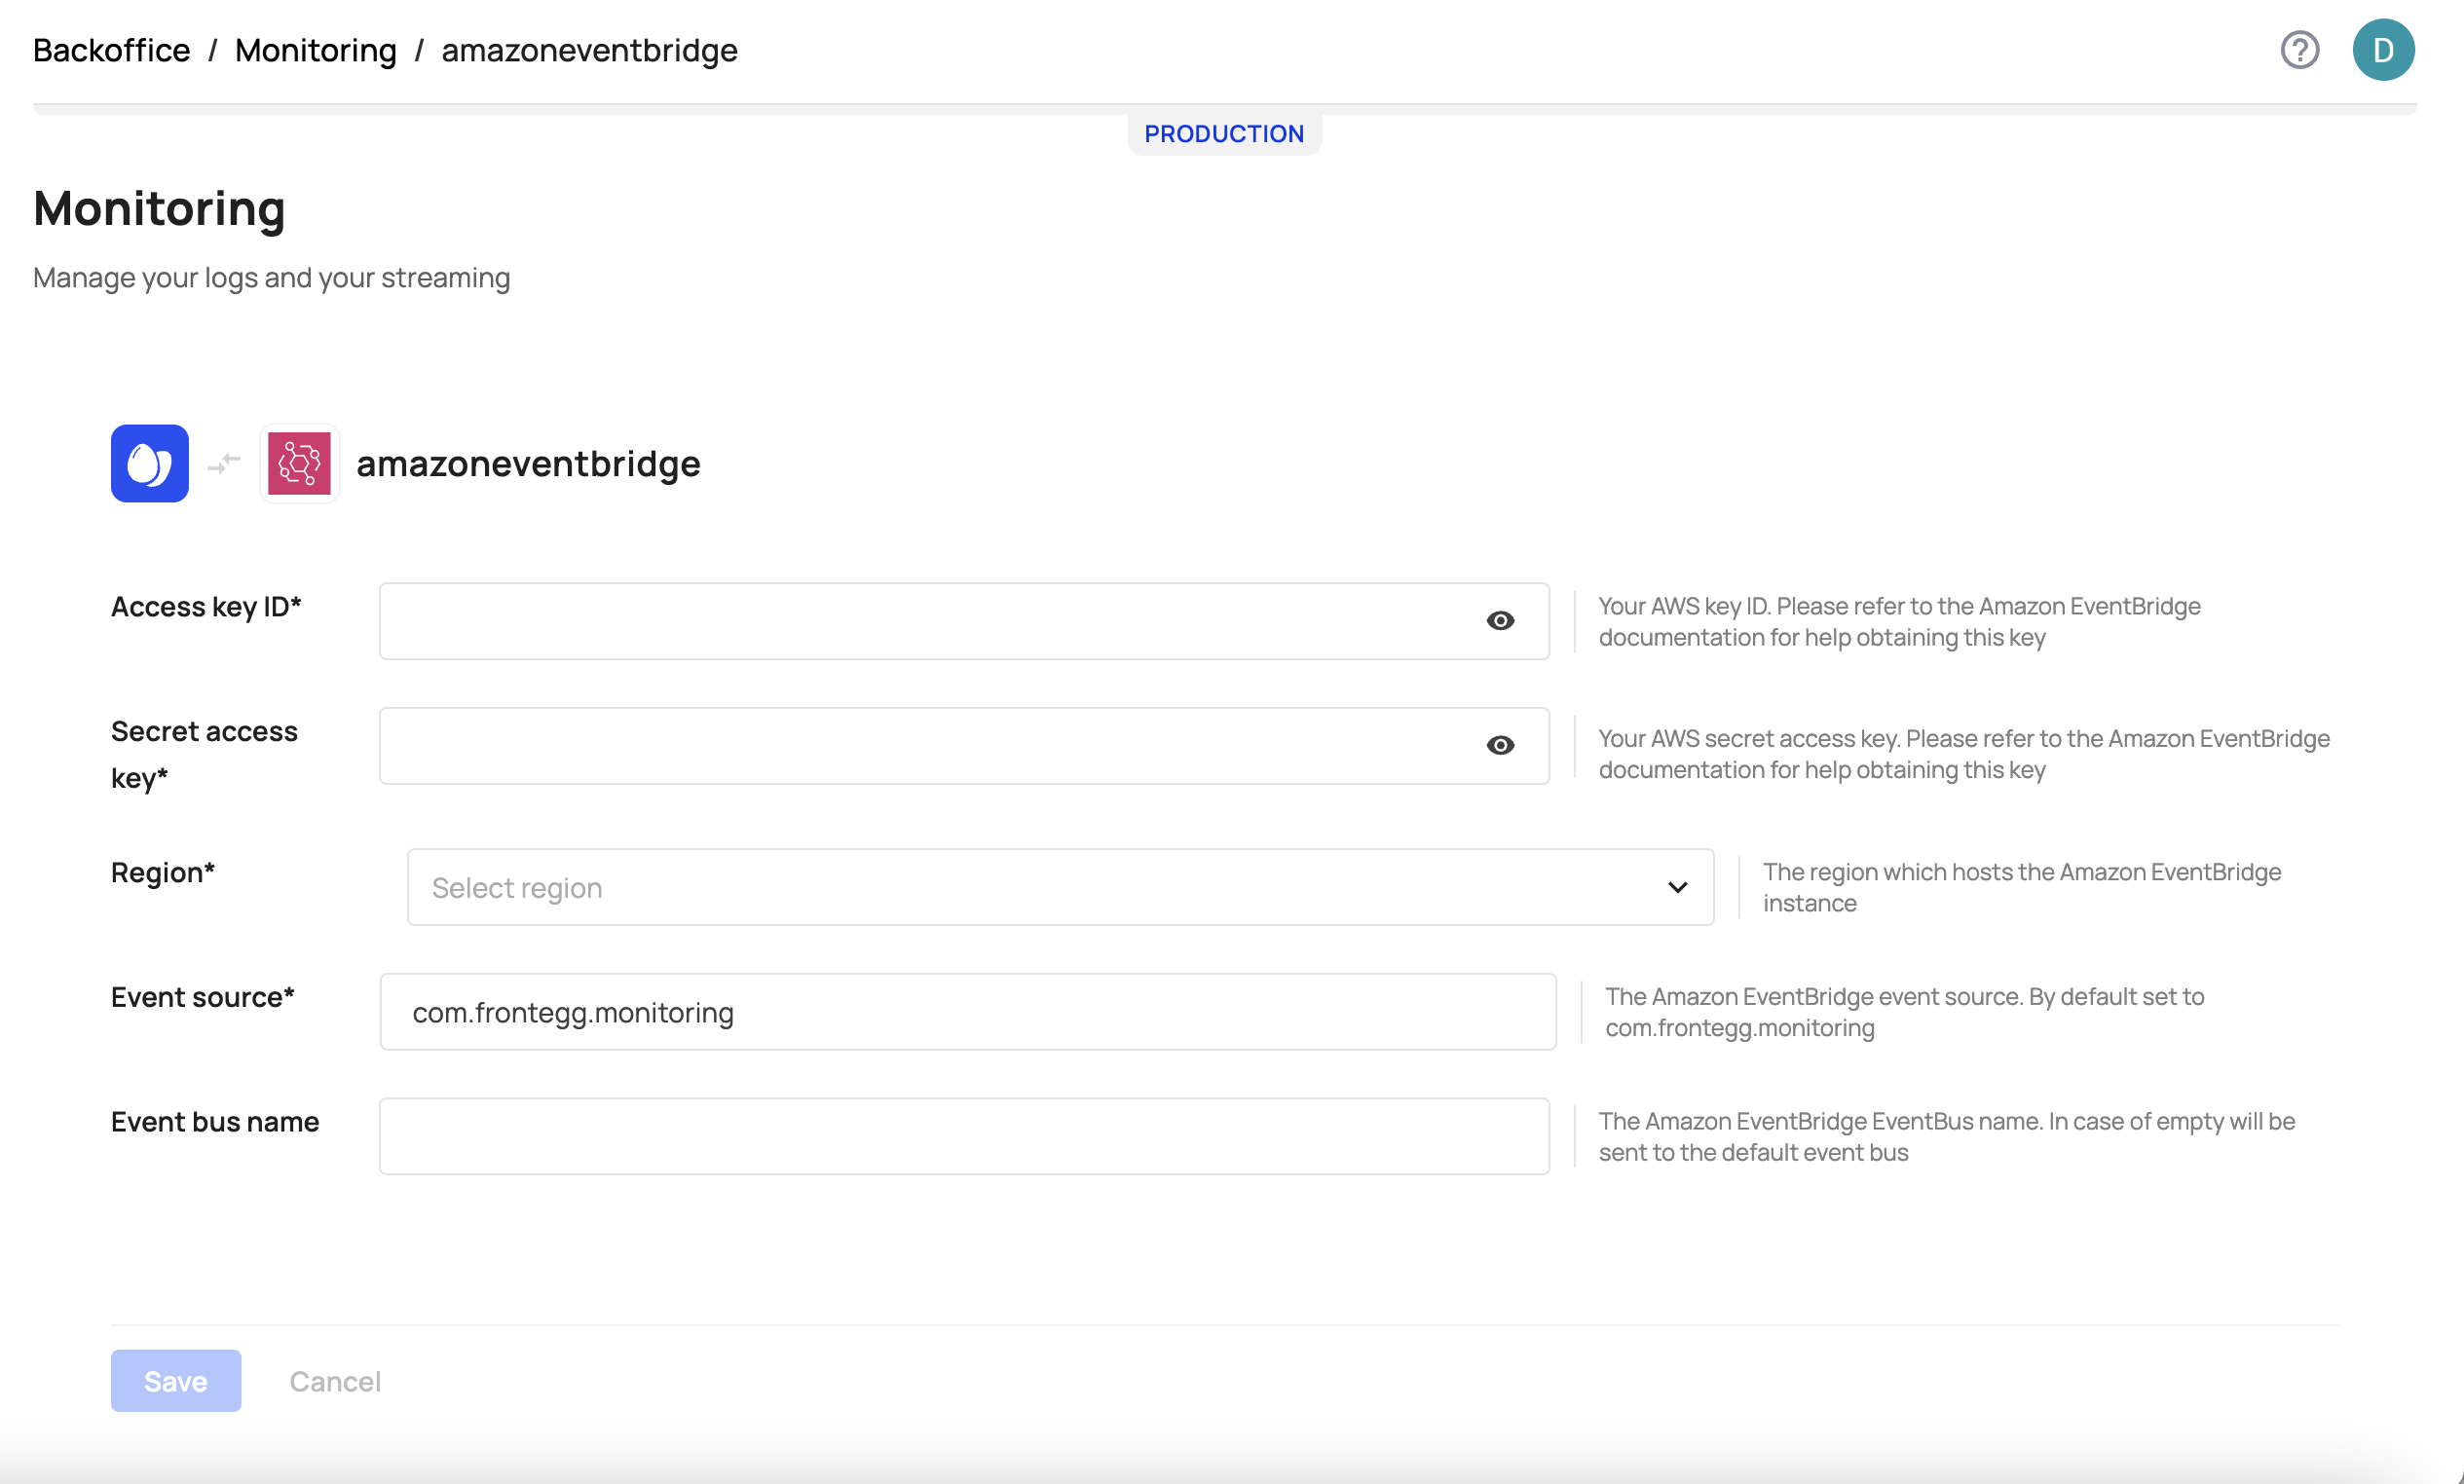 Backoffice / Monitoring / amazoneventbridge
D
PRODUCTION
Monitoring
Manage your logs and your streaming
amazoneventbridge
Access key ID*
Your AWS key ID. Please refer to the Amazon EventBridge
documentation for help obtaining this key
Secret access
key*
Your AWS secret access key. Please refer to the Amazon EventBridge
documentation for help obtaining this key
Region*
Select region
The region which hosts the Amazon EventBridge
instance
Event source*
com.frontegg.monitoring
The Amazon EventBridge event source. By default set to
com.frontegg.monitoring
Event bus name
The Amazon EventBridge EventBus name. In case of empty will be
sent to the default event bus
Save
Cancel